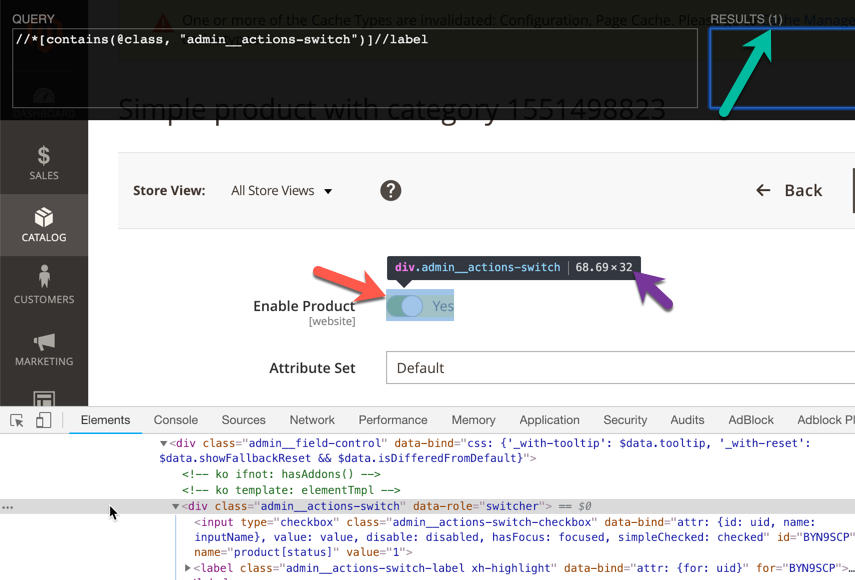 QUERY
RESULTS (1)
One or more of the Cache Types are invalidated: Configuration, Page Cache. Please the Manage
//*[contains(@class, "admin__actions-switch")]//label
DASHBOARD
Simple product with category 1551498823
SALES
Store View: All Store Views ? Back
CATALOG
div.admin__actions-switch 68.69×32
CUSTOMERS
Enable Product Yes
[website]
MARKETING
Attribute Set Default
Elements Console Sources Network Performance Memory Application Security Audits AdBlock Adblock Pl
▼<div class="admin__field-control" data-bind="css: {'_with-tooltip': $data.tooltip, '_with-reset':
$data.showFallbackReset && $data.isDifferedFromDefault}">
<!-- ko ifnot: hasAddons() -->
<!-- ko template: elementTmpl -->
▼<div class="admin__actions-switch" data-role="switcher"> == $0
<input type="checkbox" class="admin__actions-switch-checkbox" data-bind="attr: {id: uid, name:
inputName}, value: value, disable: disabled, hasFocus: focused, simpleChecked: checked" id="BYN9SCP"
name="product[status]" value="1">
▶<label class="admin__actions-switch-label xh-highlight" data-bind="attr: {for: uid}" for="BYN9SCP">…